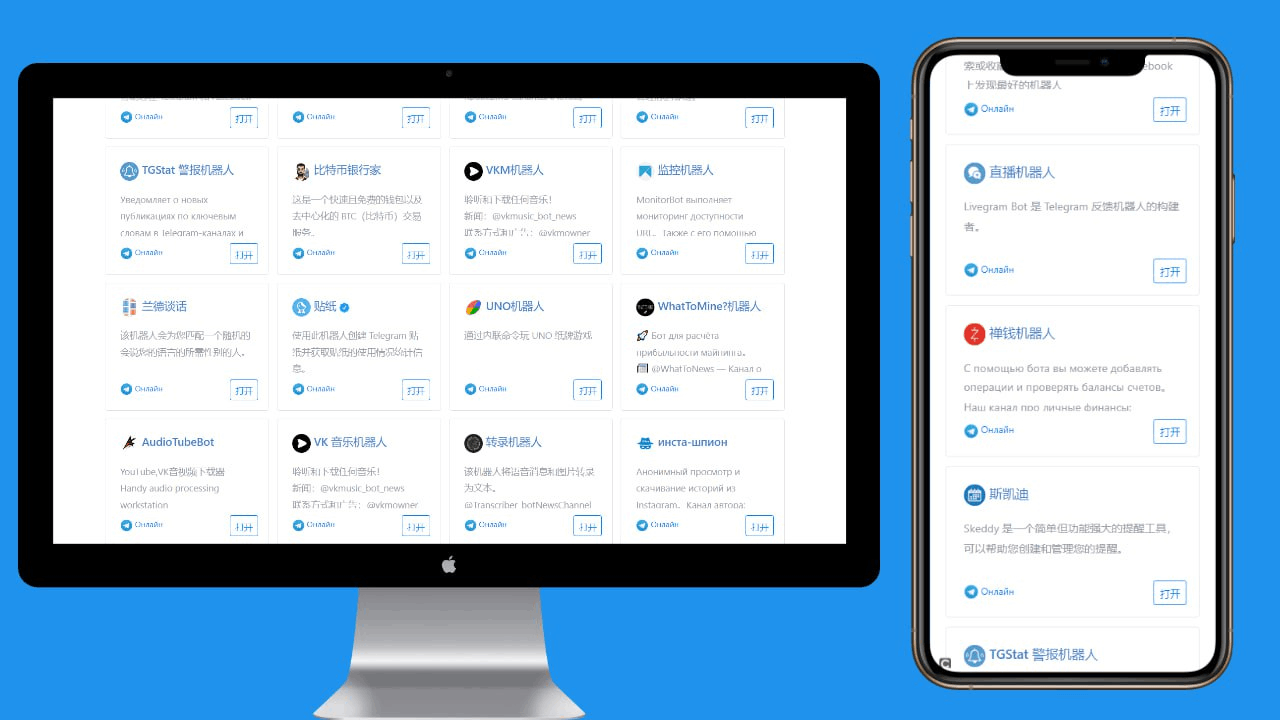 Онлайн
打开
Онлайн
打开
Онлайн
打开
Онлайн
打开
TGStat 警报机器人
Уведомляет о новых
публикациях по ключевым
словам в Telegram-каналах и
Онлайн
打开
比特币银行家
这是一个快速且免费的钱包以及
去中心化的 BTC（比特币）交易
服务。
Онлайн
打开
VKM机器人
聆听和下载任何音乐！
新闻：@vkmusic_bot_news
联系方式和广告：@vkmowner
Онлайн
打开
监控机器人
MonitorBot выполняет
мониторинг доступности
URL. Также с его помощью
Онлайн
打开
兰德谈话
该机器人会为您匹配一个随机的
会说您的语言的所需性别的人。
Онлайн
打开
贴纸
使用此机器人创建 Telegram 贴
纸并获取贴纸的使用情况统计信
息。
Онлайн
打开
UNO机器人
通过内联命令玩 UNO 纸牌游戏
Онлайн
打开
WhatToMine?机器人
Бот для расчёта
прибыльности майнинга.
@WhatToNews — Канал о
Онлайн
打开
AudioTubeBot
YouTube,VK音视频下载器
Handy audio processing
workstation
Онлайн
打开
VK 音乐机器人
聆听和下载任何音乐！
新闻：@vkmusic_bot_news
联系方式和广告：@vkmowner
Онлайн
打开
转录机器人
该机器人将语音消息和图片转录
为文本。
@Transcriber_botNewsChannel
Онлайн
打开
инста-шпион
Анонимный просмотр и
скачивание историй из
Instagram。Канал автора:
Онлайн
打开
索或收 ebook
上发现最好的机器人
Онлайн
打开
直播机器人
Livegram Bot 是 Telegram 反馈机器人的构建
者。
Онлайн
打开
禅钱机器人
С помощью бота вы можете добавлять
операции и проверять балансы счетов。
Наш канал про личные финансы:
Онлайн
打开
斯凯迪
Skeddy 是一个简单但功能强大的提醒工具，
可以帮助您创建和管理您的提醒。
Онлайн
打开
TGStat 警报机器人